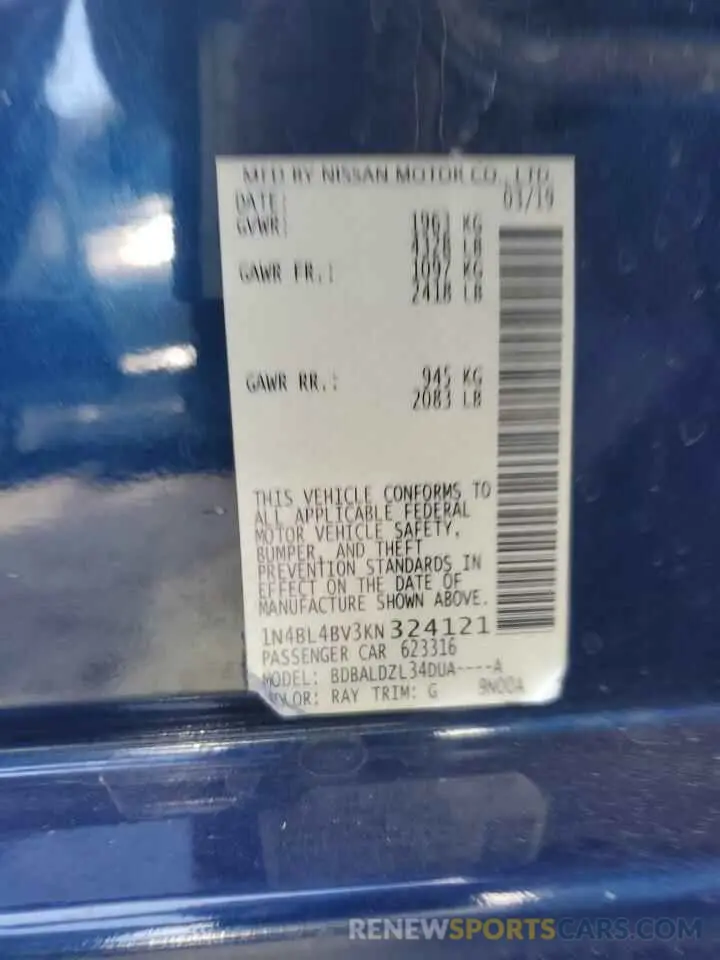 MFD BY NISSAN MOTOR CO., LTD
DATE: 03/19
GVWR: 1963 KG
4328 LB
GAWR FR.: 1097 KG
2418 LB
GAWR RR.: 945 KG
2083 LB
THIS VEHICLE CONFORMS TO
ALL APPLICABLE FEDERAL
MOTOR VEHICLE SAFETY,
BUMPER, AND THEFT
PREVENTION STANDARDS IN
EFFECT ON THE DATE OF
MANUFACTURE SHOWN ABOVE.
1N4BL4BV3KN324121
PASSENGER CAR 623316
MODEL: BDBALDZL34DUA----A
COLOR: RAY TRIM: G 9N00A
RENEWSPORTSCARS.COM